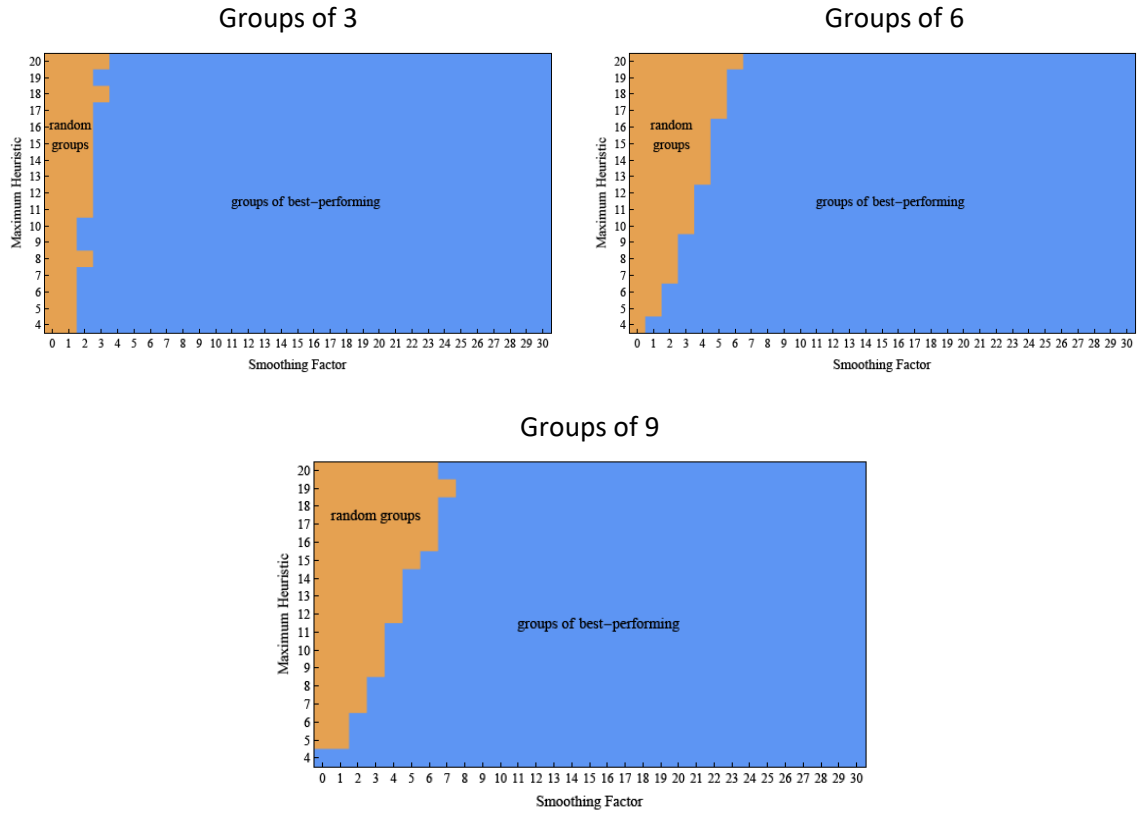 Groups of 3
Groups of 6
Maximum Heuristic
20
19
18
17
16
15
14
13
12
11
10
9
8
7
6
5
4
random
groups
groups of best-performing
0 1 2 3 4 5 6 7 8 9 10 11 12 13 14 15 16 17 18 19 20 21 22 23 24 25 26 27 28 29 30
Smoothing Factor
Maximum Heuristic
20
19
18
17
16
15
14
13
12
11
10
9
8
7
6
5
4
random
groups
groups of best-performing
0 1 2 3 4 5 6 7 8 9 10 11 12 13 14 15 16 17 18 19 20 21 22 23 24 25 26 27 28 29 30
Smoothing Factor
Groups of 9
Maximum Heuristic
20
19
18
17
16
15
14
13
12
11
10
9
8
7
6
5
4
random groups
groups of best-performing
0 1 2 3 4 5 6 7 8 9 10 11 12 13 14 15 16 17 18 19 20 21 22 23 24 25 26 27 28 29 30
Smoothing Factor